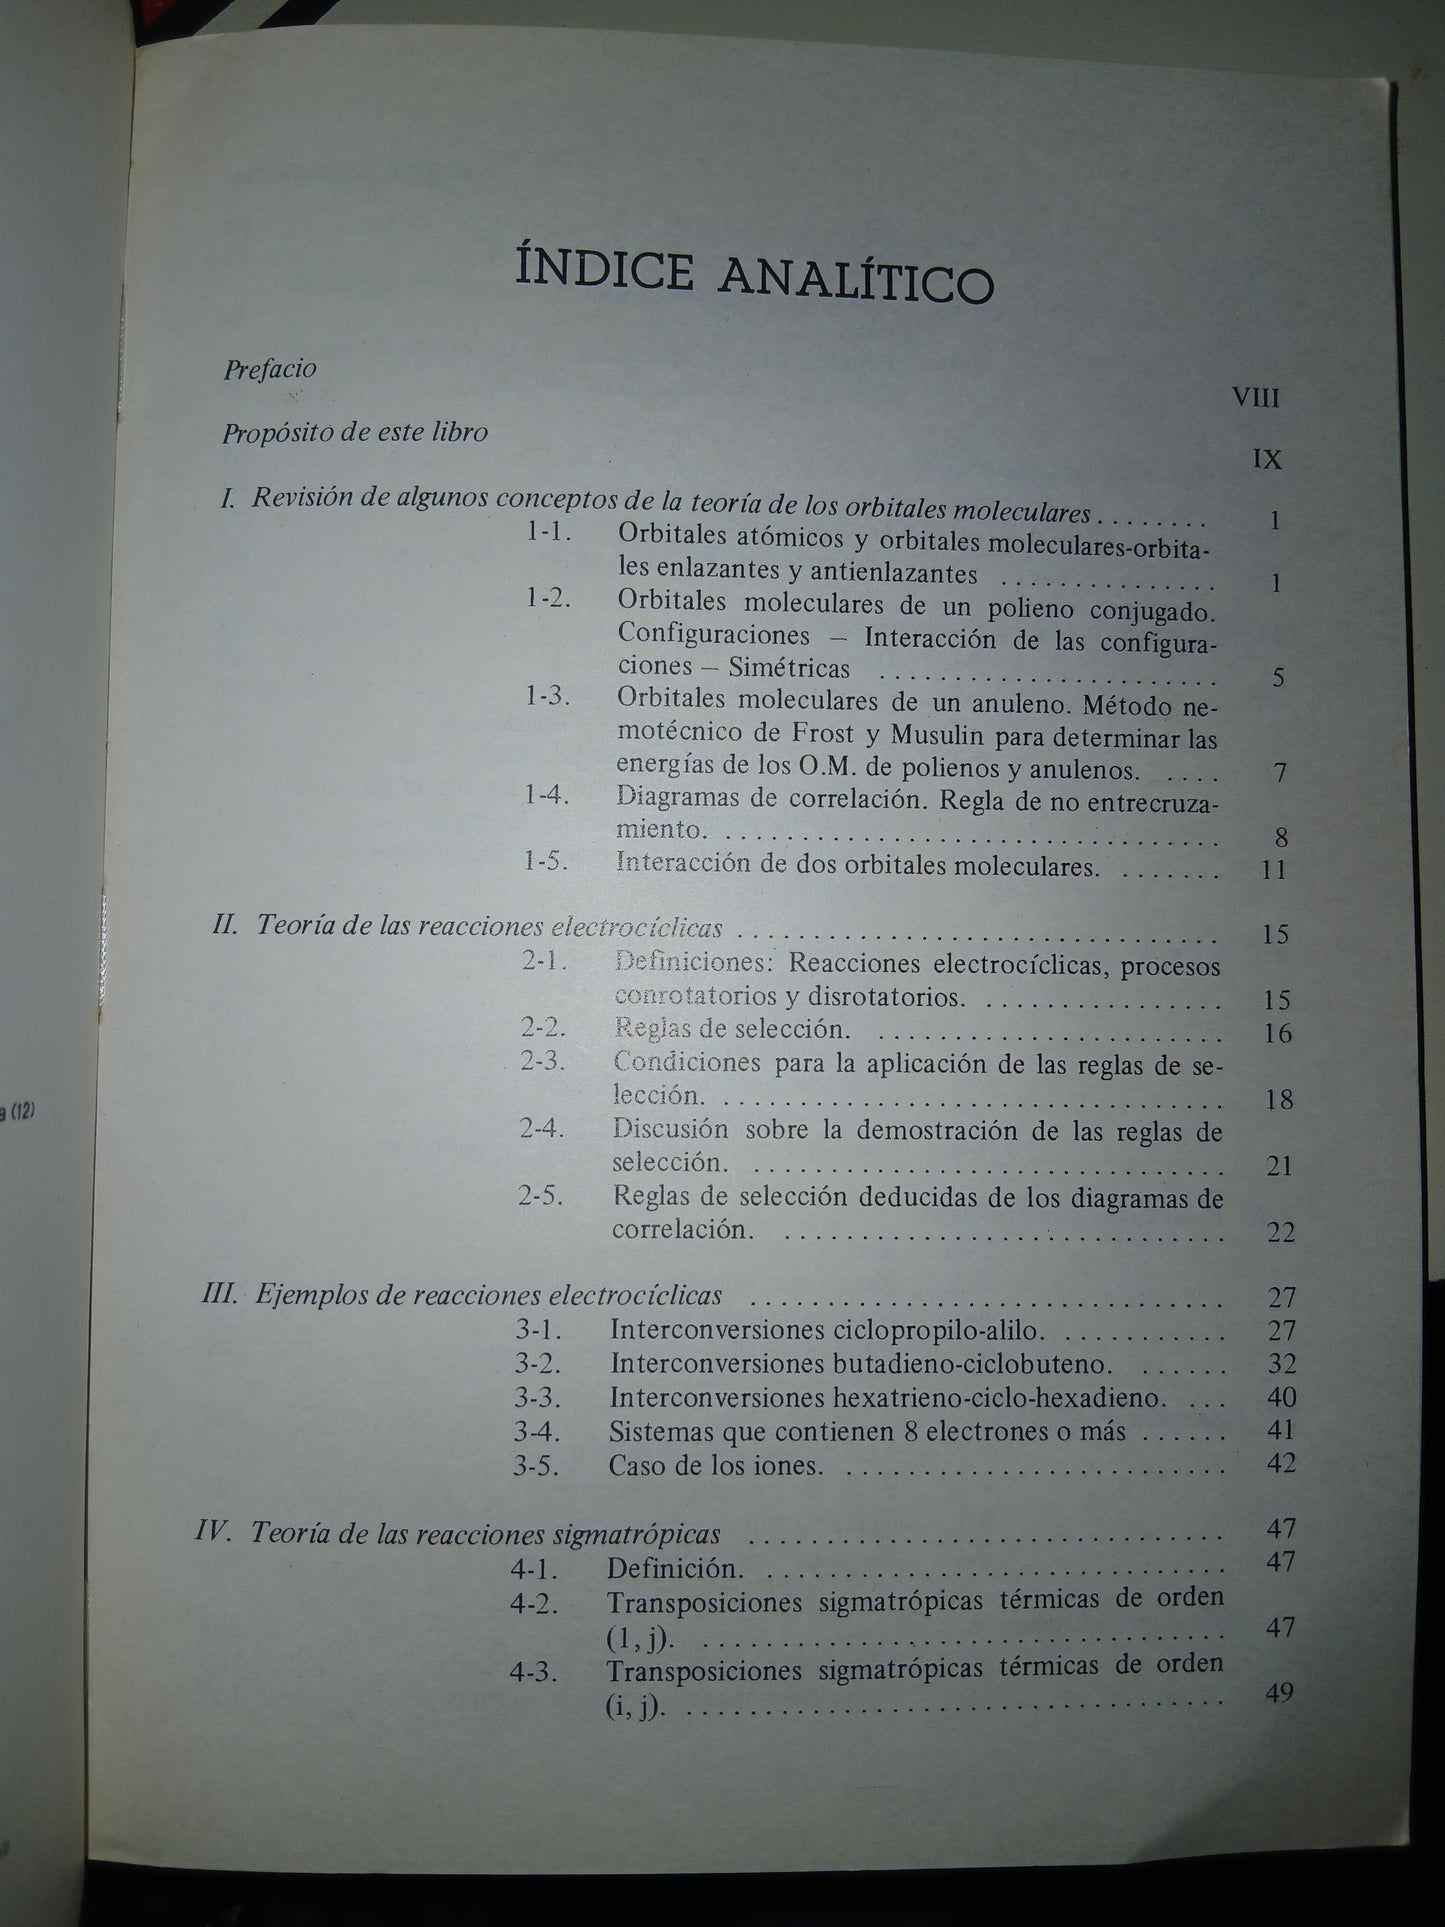 ÍNDICE ANALÍTICO
Prefacio VIII
Propósito de este libro IX
I. Revisión de algunos conceptos de la teoría de los orbitales moleculares ........ 1
1-1. Orbitales atómicos y orbitales moleculares-orbita-
les enlazantes y antienlazantes ............... 1
1-2. Orbitales moleculares de un polieno conjugado.
Configuraciones – Interacción de las configura-
ciones – Simétricas ....................... 5
1-3. Orbitales moleculares de un anuleno. Método ne-
motécnico de Frost y Musulin para determinar las
energías de los O.M. de polienos y anulenos. .... 7
1-4. Diagramas de correlación. Regla de no entrecruza-
miento. ................................. 8
1-5. Interacción de dos orbitales moleculares. ....... 11
II. Teoría de las reacciones electrocíclicas ................................ 15
2-1. Definiciones: Reacciones electrocíclicas, procesos
conrotatorios y disrotatorios. ................ 15
2-2. Reglas de selección. ....................... 16
2-3. Condiciones para la aplicación de las reglas de se-
lección. ................................. 18
2-4. Discusión sobre la demostración de las reglas de
selección. ............................... 21
2-5. Reglas de selección deducidas de los diagramas de
correlación. ............................. 22
III. Ejemplos de reacciones electrocíclicas ............................... 27
3-1. Interconversiones ciclopropilo-alilo. ........... 27
3-2. Interconversiones butadieno-ciclobuteno. ...... 32
3-3. Interconversiones hexatrieno-ciclo-hexadieno. ... 40
3-4. Sistemas que contienen 8 electrones o más ...... 41
3-5. Caso de los iones. ......................... 42
IV. Teoría de las reacciones sigmatrópicas ............................... 47
4-1. Definición. .............................. 47
4-2. Transposiciones sigmatrópicas térmicas de orden
(1, j). .................................. 47
4-3. Transposiciones sigmatrópicas térmicas de orden
(i, j). ................................... 49
a (12)